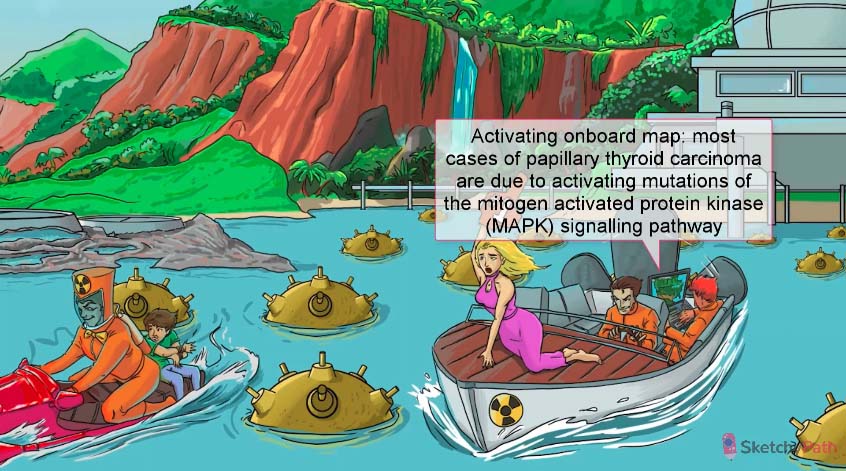 Activating onboard map: most
cases of papillary thyroid carcinoma
are due to activating mutations of
the mitogen activated protein kinase
(MAPK) signalling pathway
SketchyPath